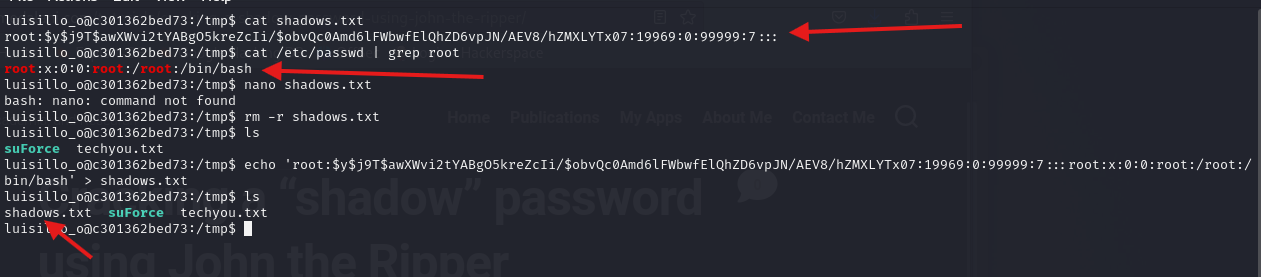 luisillo_o@c301362bed73:/tmp$ cat shadows.txt
root:$y$j9T$awXWvi2tYABgO5kreZcIi/$obvQc0Amd6lFWbwfElQhZD6vpJN/AEV8/hZMXLYTx07:19969:0:99999:7:::
luisillo_o@c301362bed73:/tmp$ cat /etc/passwd | grep root
root:x:0:0:root:/root:/bin/bash
luisillo_o@c301362bed73:/tmp$ nano shadows.txt
bash: nano: command not found
luisillo_o@c301362bed73:/tmp$ rm -r shadows.txt
Home Publications My Apps About Me Contact Me
luisillo_o@c301362bed73:/tmp$ ls
suForce techyou.txt
luisillo_o@c301362bed73:/tmp$ echo 'root:$y$j9T$awXWvi2tYABgO5kreZcIi/$obvQc0Amd6lFWbwfElQhZD6vpJN/AEV8/hZMXLYTx07:19969:0:99999:7:::root:x:0:0:root:/root:/
bin/bash' > shadows.txt
luisillo_o@c301362bed73:/tmp$ ls
“shadow” password
shadows.txt suForce techyou.txt
luisillo_o@c301362bed73:/tmp$
using John the Ripper